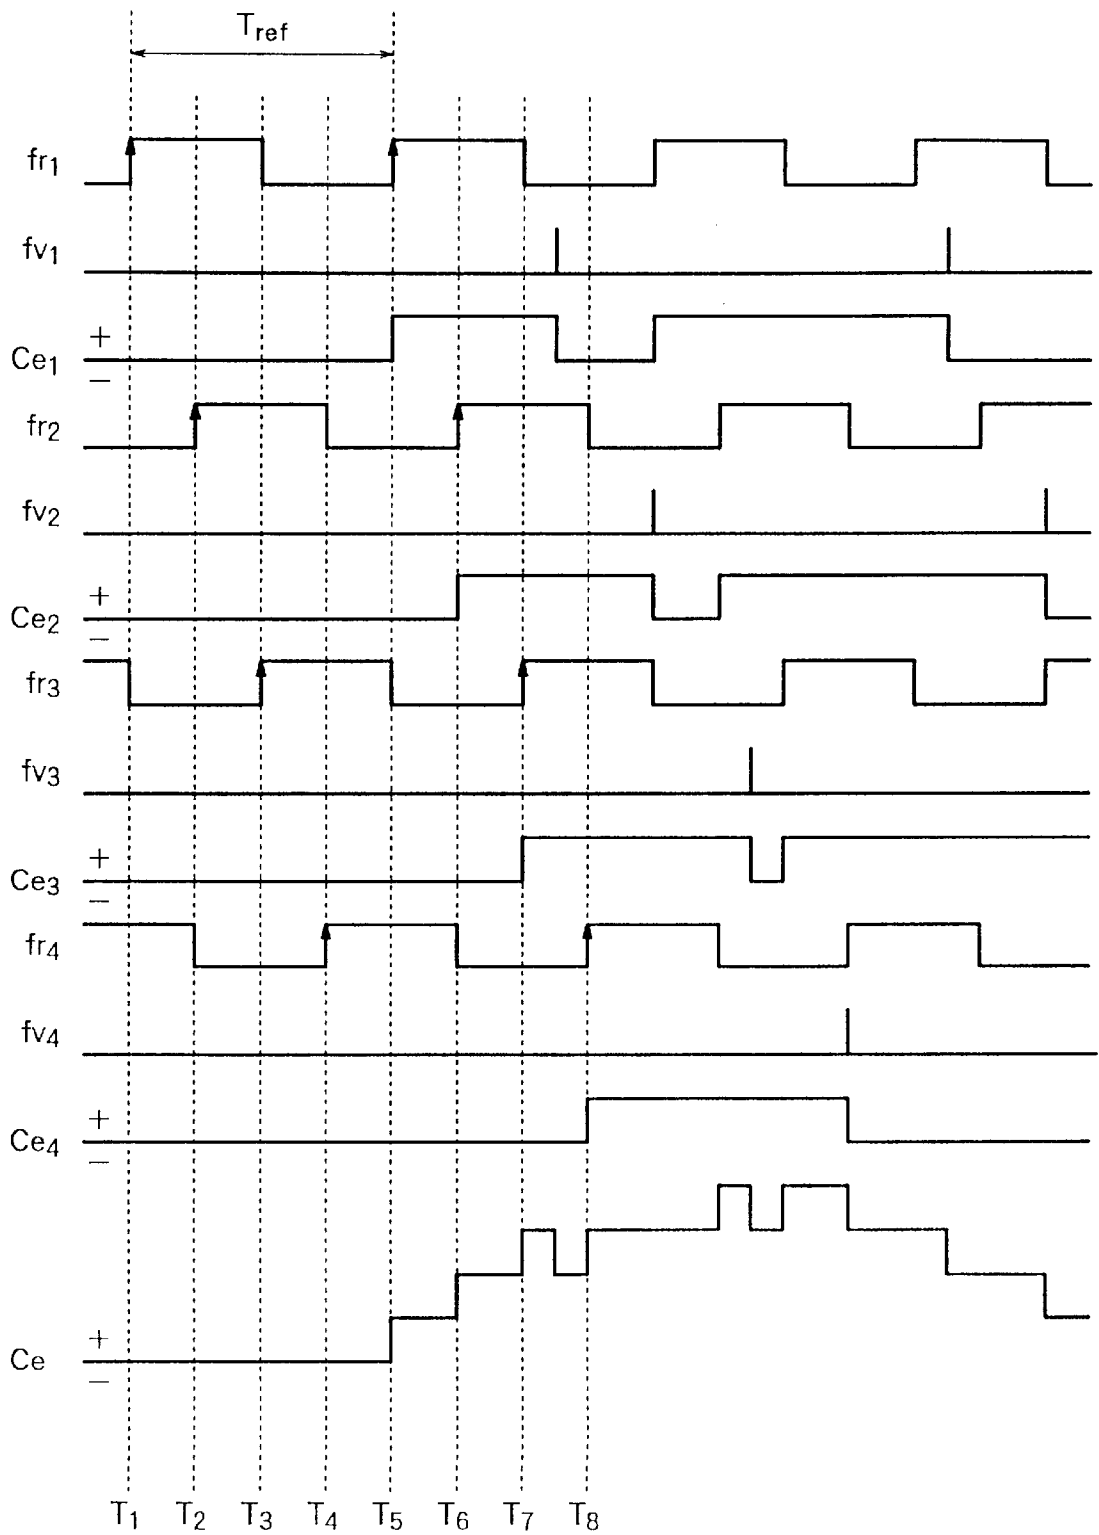 Tref
fr1
fv1
+
Ce1
−
fr2
fv2
+
Ce2
−
fr3
fv3
+
Ce3
−
fr4
fv4
+
Ce4
−
+
Ce
−
T1 T2 T3 T4 T5 T6 T7 T8